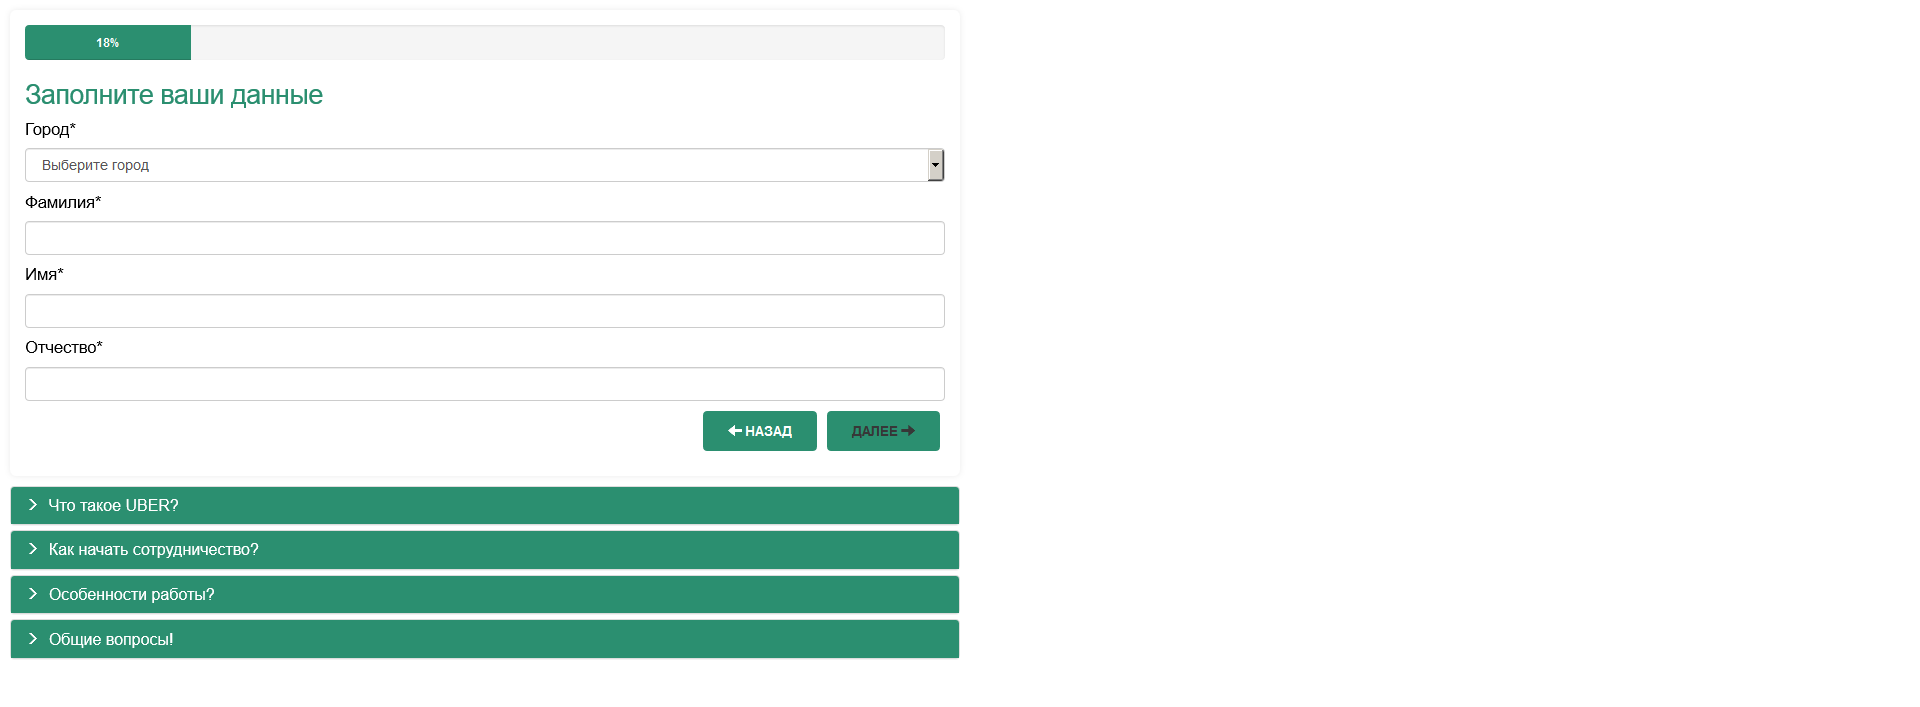 18%
Заполните ваши данные
Город*
Выберите город
Фамилия*
Имя*
Отчество*
НАЗАД ДАЛЕЕ
Что такое UBER?
Как начать сотрудничество?
Особенности работы?
Общие вопросы!